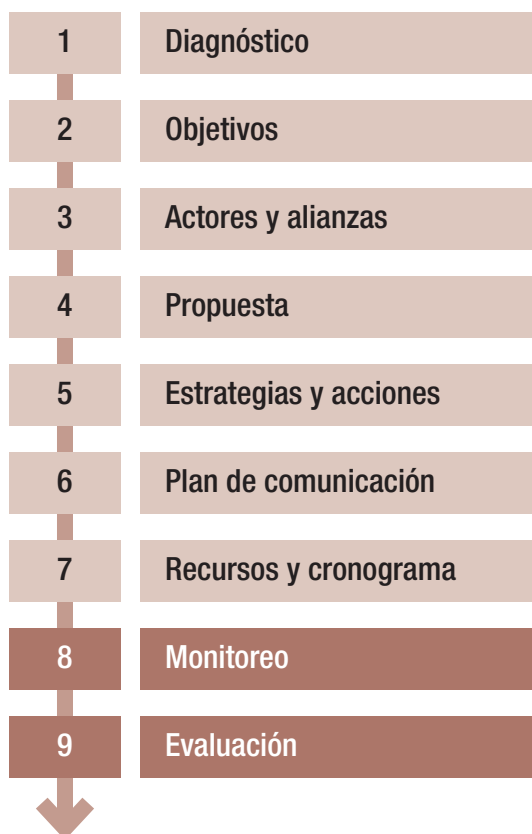 1 Diagnóstico
2 Objetivos
3 Actores y alianzas
4 Propuesta
5 Estrategias y acciones
6 Plan de comunicación
7 Recursos y cronograma
8 Monitoreo
9 Evaluación